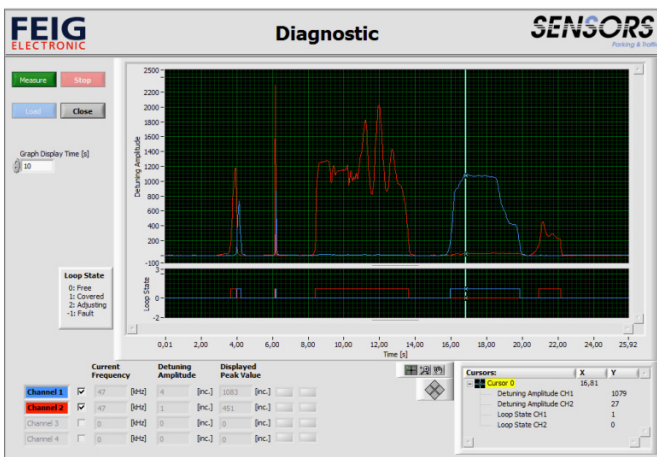 FEIG
ELECTRONIC
Diagnostic
SENSORS
Parking & Traffic
Measure
Stop
Load
Close
Graph Display Time [s]
10
Detuning Amplitude
2500
2200
2000
1800
1600
1400
1200
1000
800
600
400
200
-100
Loop State
0: Free
1: Covered
2: Adjusting
-1: Fault
Loop State
3
0
-2
0,01 2,00 4,00 6,00 8,00 10,00 12,00 14,00 16,00 18,00 20,00 22,00 24,00 25,92
Time [s]
Current Frequency
Detuning Amplitude
Displayed Peak Value
Channel 1 47 [kHz] 4 [inc.] 1083 [inc.]
Channel 2 47 [kHz] 1 [inc.] 451 [inc.]
Channel 3 0 [kHz] 0 [inc.] 0 [inc.]
Channel 4 0 [kHz] 0 [inc.] 0 [inc.]
Cursors: X Y
Cursor 0 16,81
Detuning Amplitude CH1 1079
Detuning Amplitude CH2 27
Loop State CH1 1
Loop State CH2 0